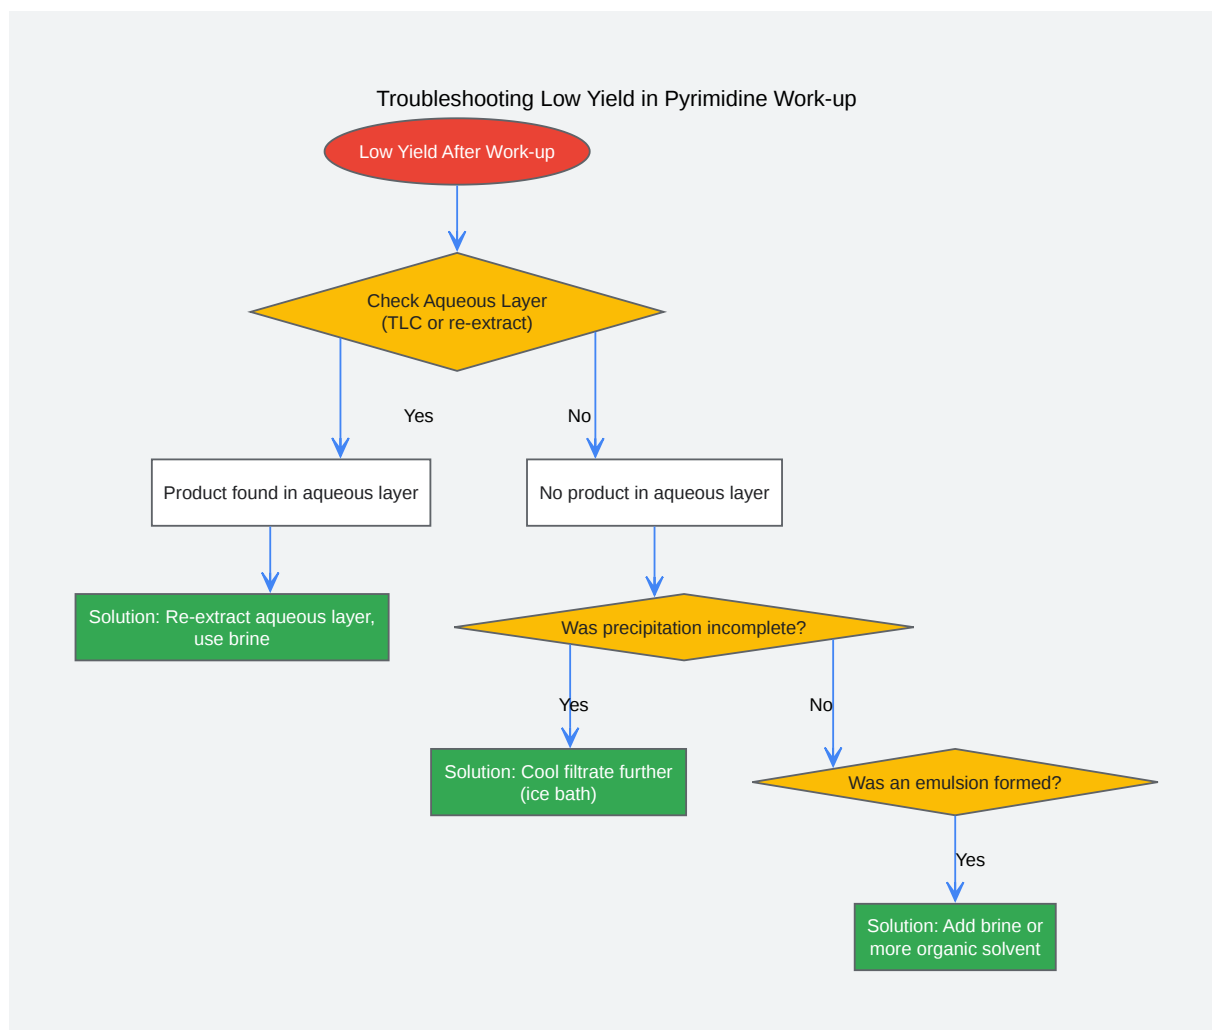 Troubleshooting Low Yield in Pyrimidine Work-up
Low Yield After Work-up
Check Aqueous Layer
(TLC or re-extract)
Yes
No
Product found in aqueous layer
No product in aqueous layer
Solution: Re-extract aqueous layer,
use brine
Was precipitation incomplete?
Yes
No
Solution: Cool filtrate further
(ice bath)
Was an emulsion formed?
Yes
Solution: Add brine or
more organic solvent